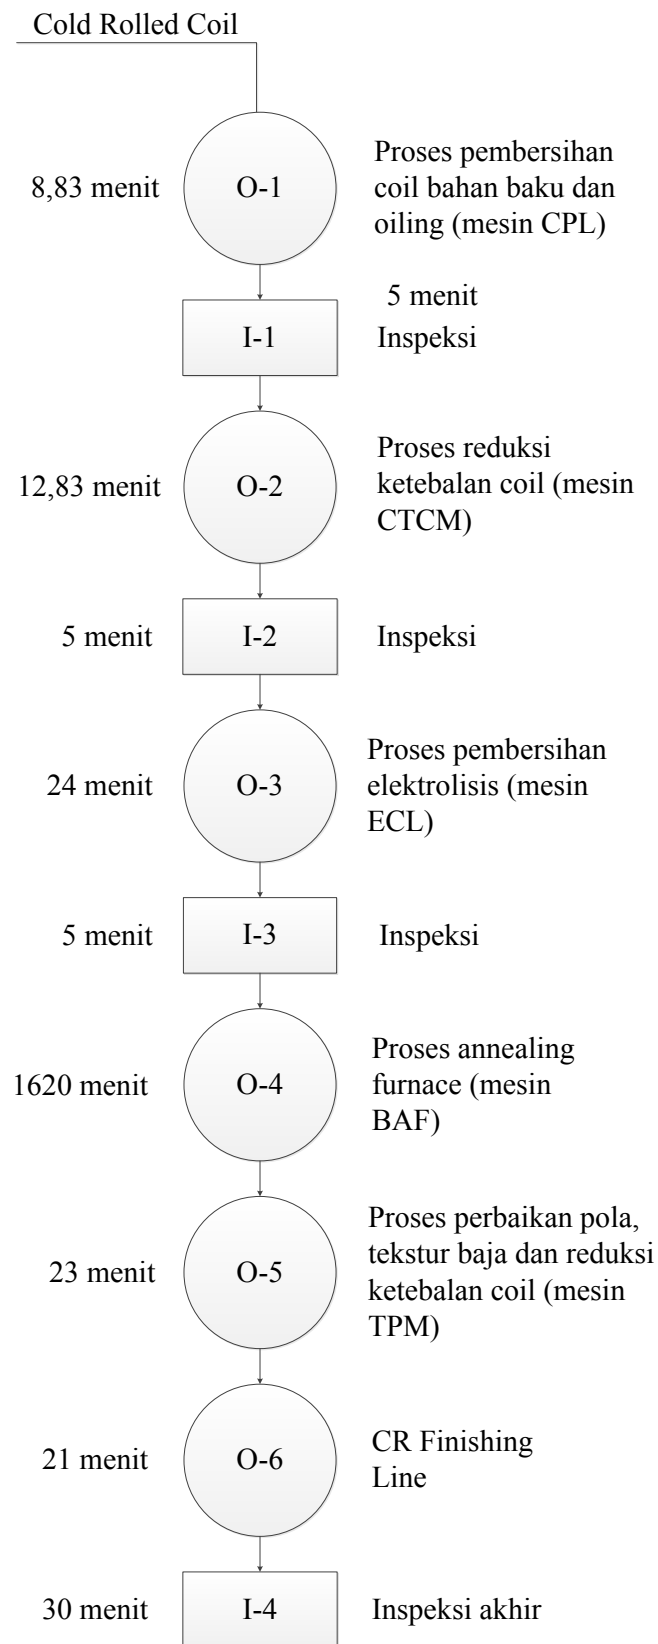 Cold Rolled Coil
8,83 menit
O-1
Proses pembersihan
coil bahan baku dan
oiling (mesin CPL)
5 menit
I-1
Inspeksi
12,83 menit
O-2
Proses reduksi
ketebalan coil (mesin
CTCM)
5 menit
I-2
Inspeksi
24 menit
O-3
Proses pembersihan
elektrolisis (mesin
ECL)
5 menit
I-3
Inspeksi
1620 menit
O-4
Proses annealing
furnace (mesin
BAF)
23 menit
O-5
Proses perbaikan pola,
tekstur baja dan reduksi
ketebalan coil (mesin
TPM)
21 menit
O-6
CR Finishing
Line
30 menit
I-4
Inspeksi akhir